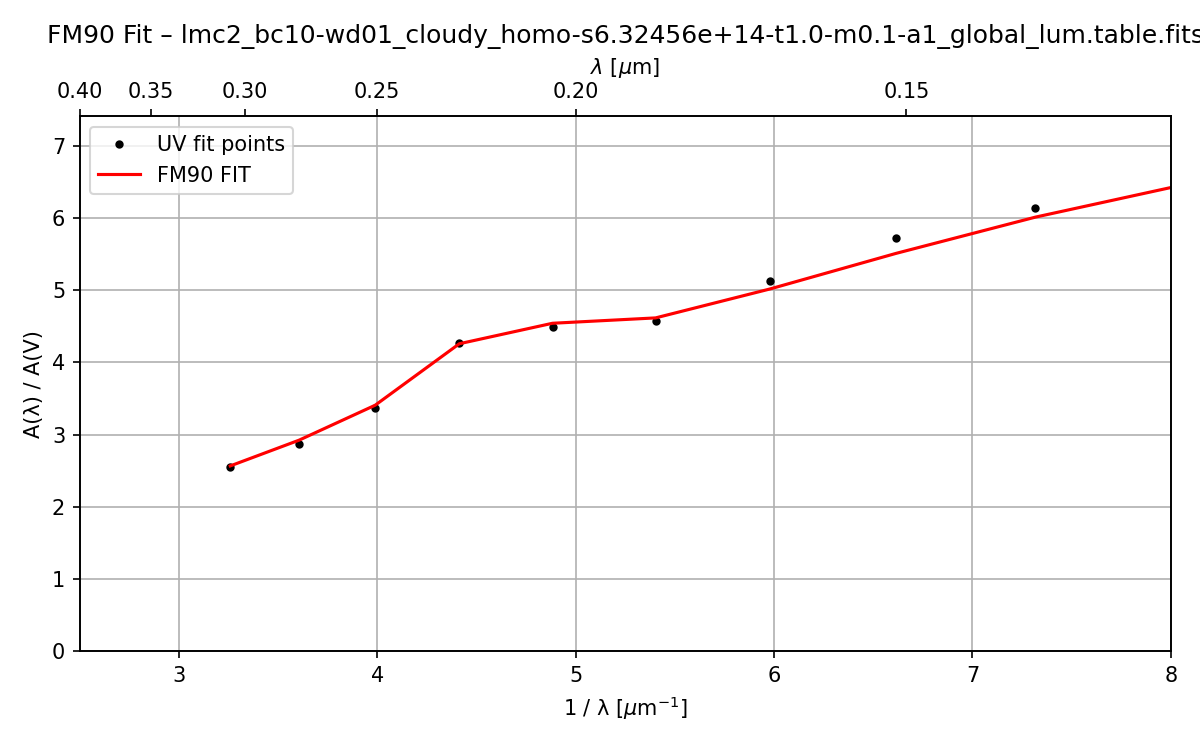 FM90 Fit – lmc2_bc10-wd01_cloudy_homo-s6.32456e+14-t1.0-m0.1-a1_global_lum.table.fits
λ [μm]
0.40 0.35 0.30 0.25 0.20 0.15
UV fit points
FM90 FIT
A(λ) / A(V)
7
6
5
4
3
2
1
0
3 4 5 6 7 8
1 / λ [μm⁻¹]